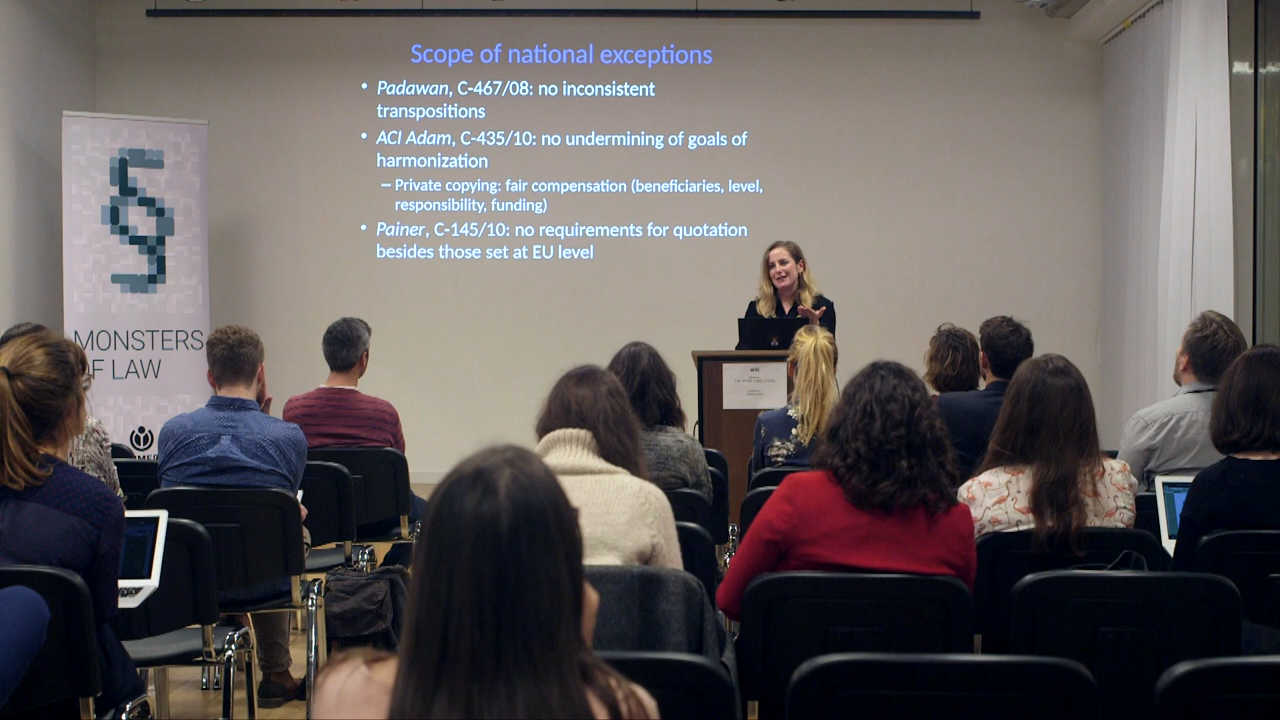 Scope of national exceptions
• Padawan, C-467/08: no inconsistent
transpositions
• ACI Adam, C-435/10: no undermining of goals of
harmonization
– Private copying: fair compensation (beneficiaries, level,
responsibility, funding)
• Painer, C-145/10: no requirements for quotation
besides those set at EU level
§
MONSTERS
OF LAW